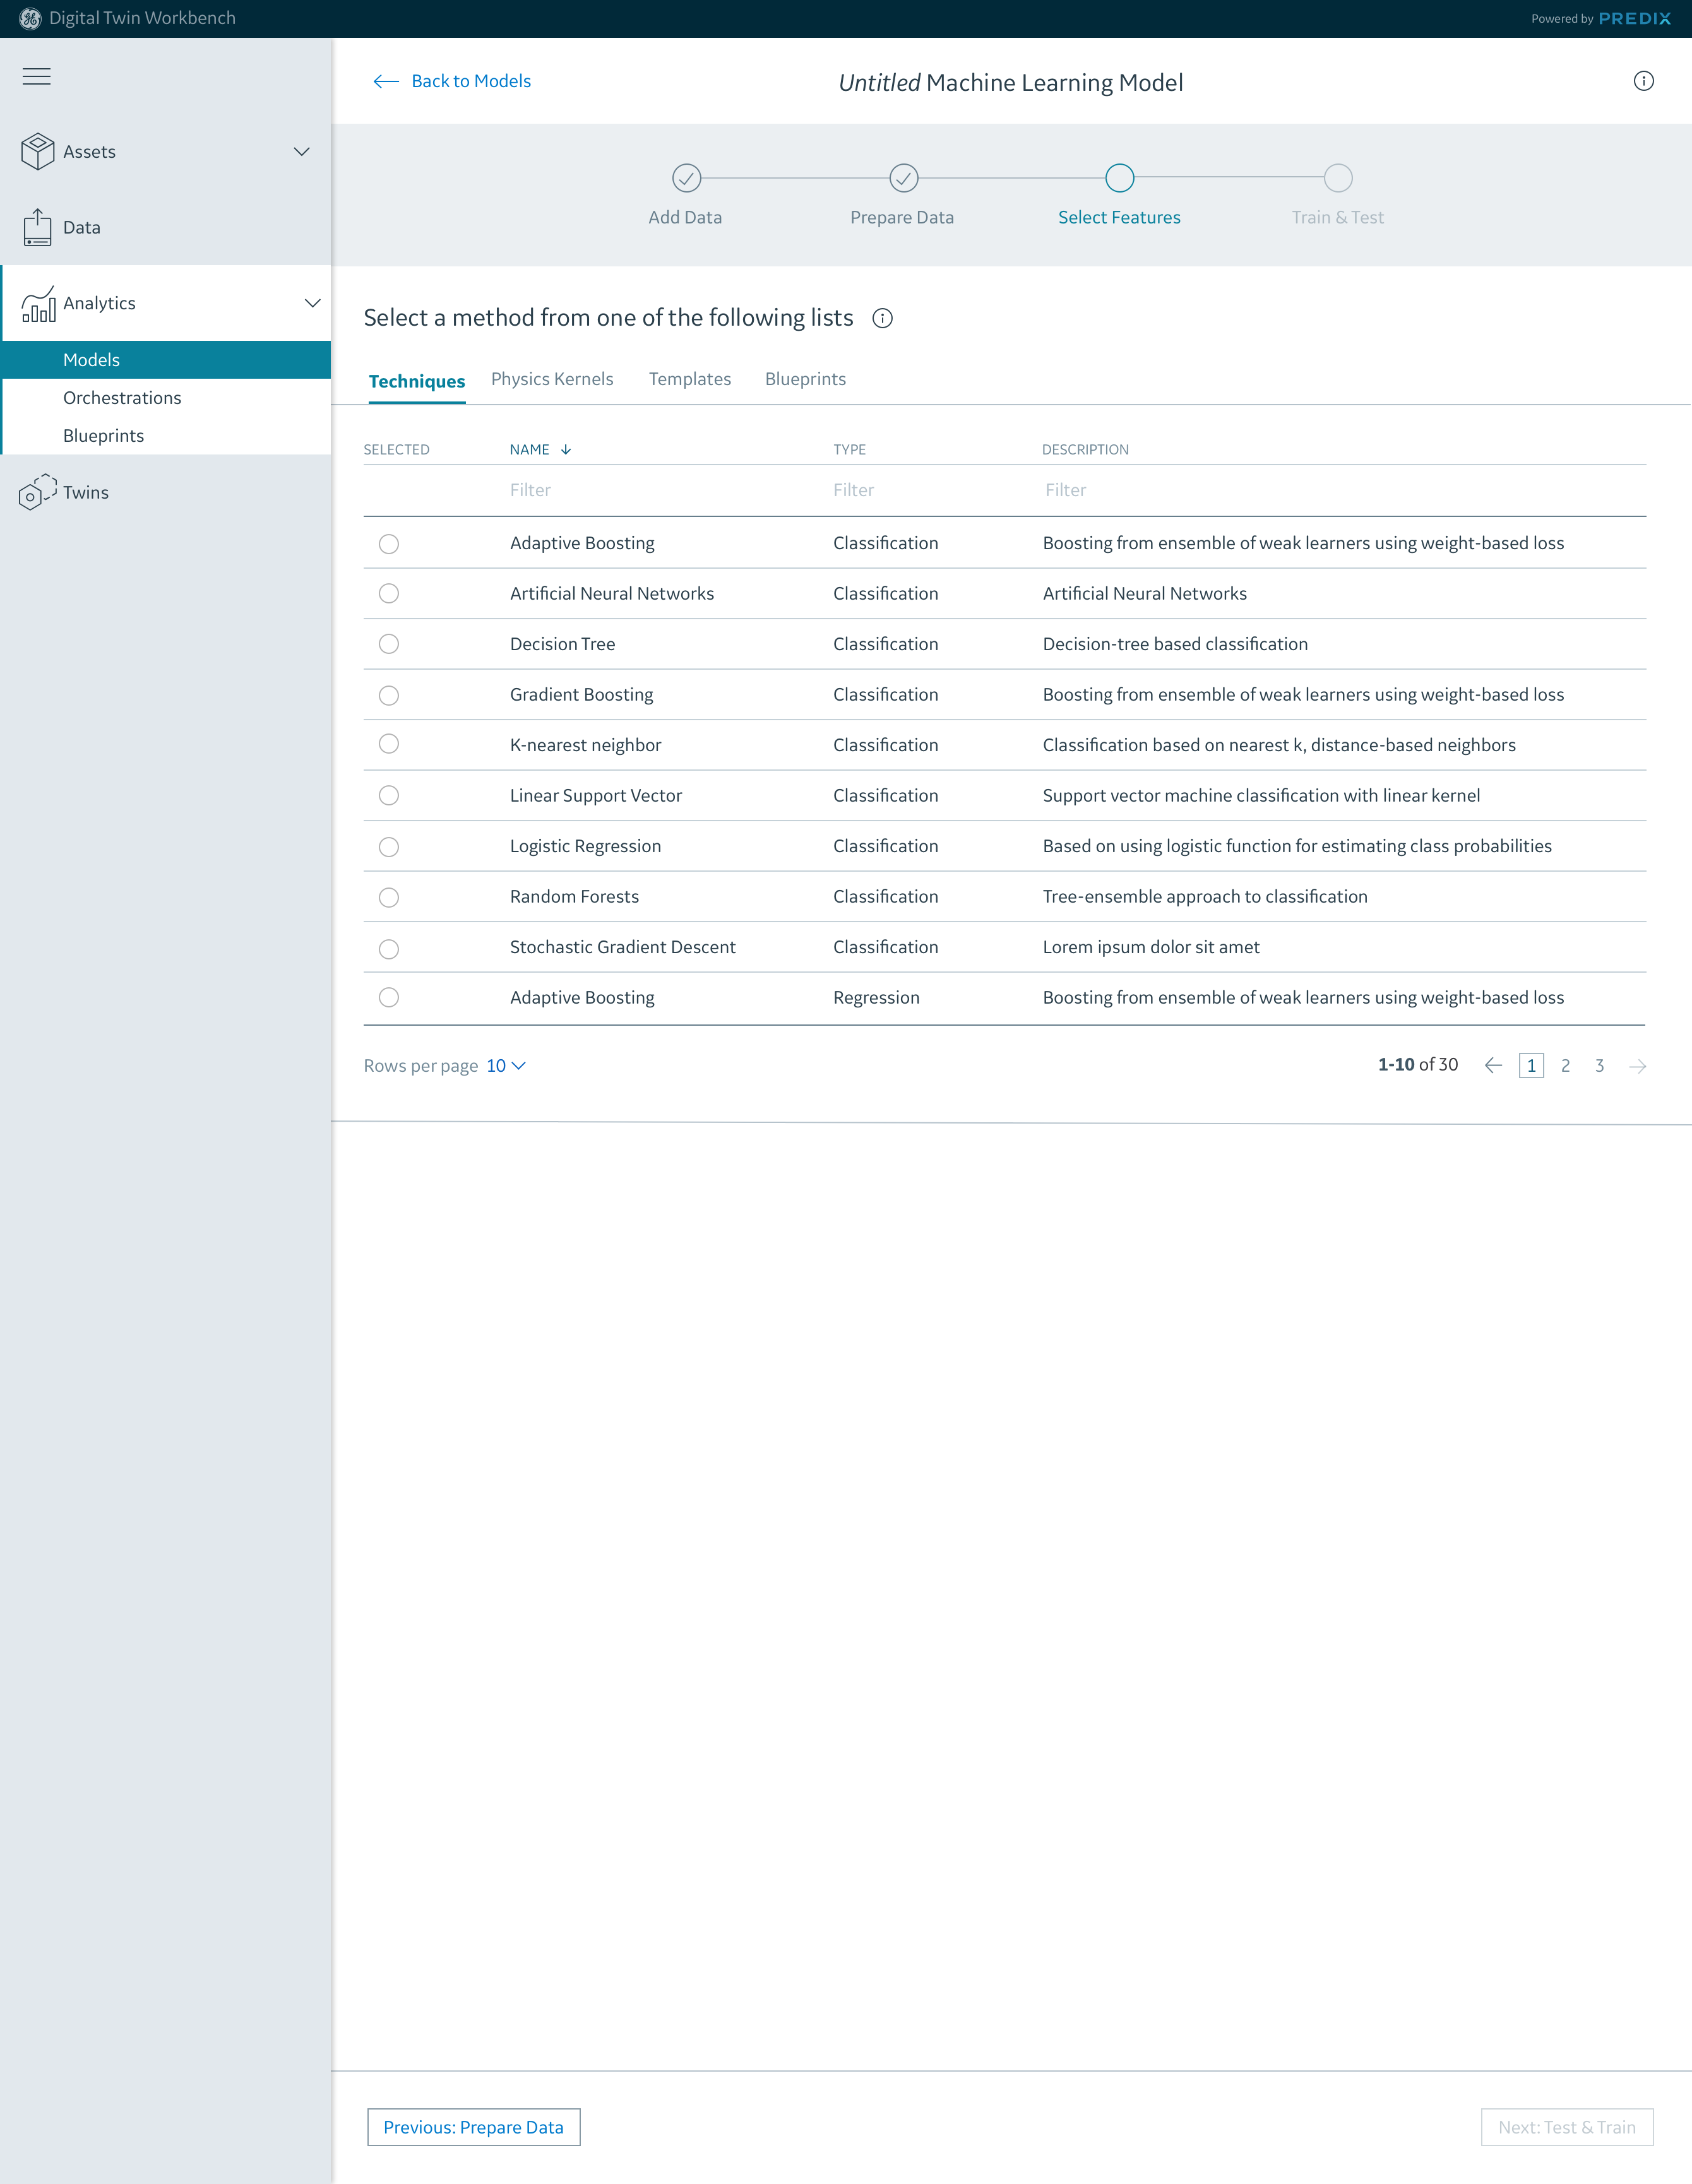 Digital Twin Workbench
Powered by PREDIX
Back to Models
Untitled Machine Learning Model
Assets
Data
Analytics
Models
Orchestrations
Blueprints
Twins
Add Data
Prepare Data
Select Features
Train & Test
Select a method from one of the following lists
Techniques Physics Kernels Templates Blueprints
SELECTED NAME TYPE DESCRIPTION
Filter Filter Filter
Adaptive Boosting Classification Boosting from ensemble of weak learners using weight-based loss
Artificial Neural Networks Classification Artificial Neural Networks
Decision Tree Classification Decision-tree based classification
Gradient Boosting Classification Boosting from ensemble of weak learners using weight-based loss
K-nearest neighbor Classification Classification based on nearest k, distance-based neighbors
Linear Support Vector Classification Support vector machine classification with linear kernel
Logistic Regression Classification Based on using logistic function for estimating class probabilities
Random Forests Classification Tree-ensemble approach to classification
Stochastic Gradient Descent Classification Lorem ipsum dolor sit amet
Adaptive Boosting Regression Boosting from ensemble of weak learners using weight-based loss
Rows per page 10
1-10 of 30 1 2 3
Previous: Prepare Data
Next: Test & Train